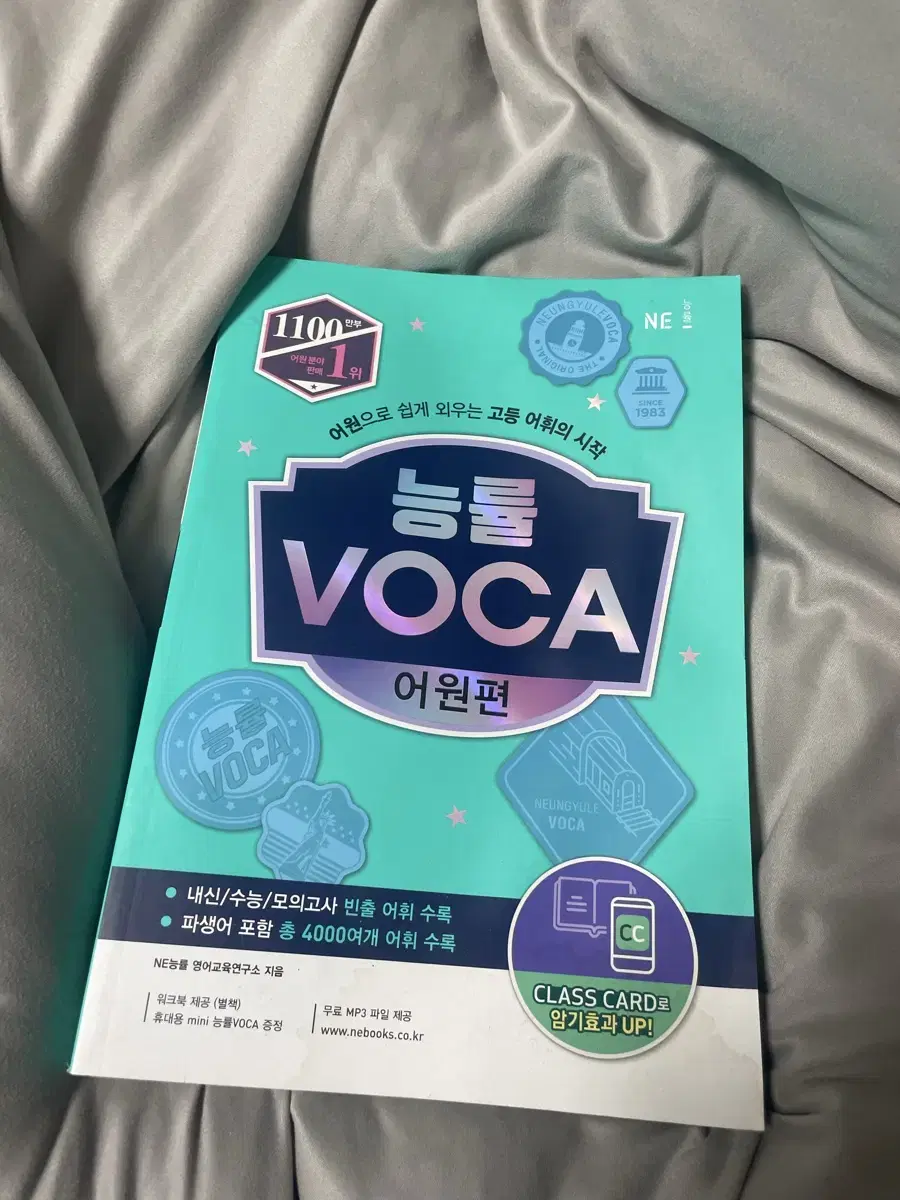 1100만부
어원 분야
판매 1위
NEUNGYULE VOCA
THE ORIGINAL
NE 능률
SINCE
1983
어원으로 쉽게 외우는 고등 어휘의 시작
능률
VOCA
어원편
능률
VOCA
NEUNGYULE
VOCA
• 내신/수능/모의고사 빈출 어휘 수록
• 파생어 포함 총 4000여개 어휘 수록
NE능률 영어교육연구소 지음
워크북 제공 (별책)
휴대용 mini 능률VOCA 증정
무료 MP3 파일 제공
www.nebooks.co.kr
CC
CLASS CARD로
암기효과 UP!